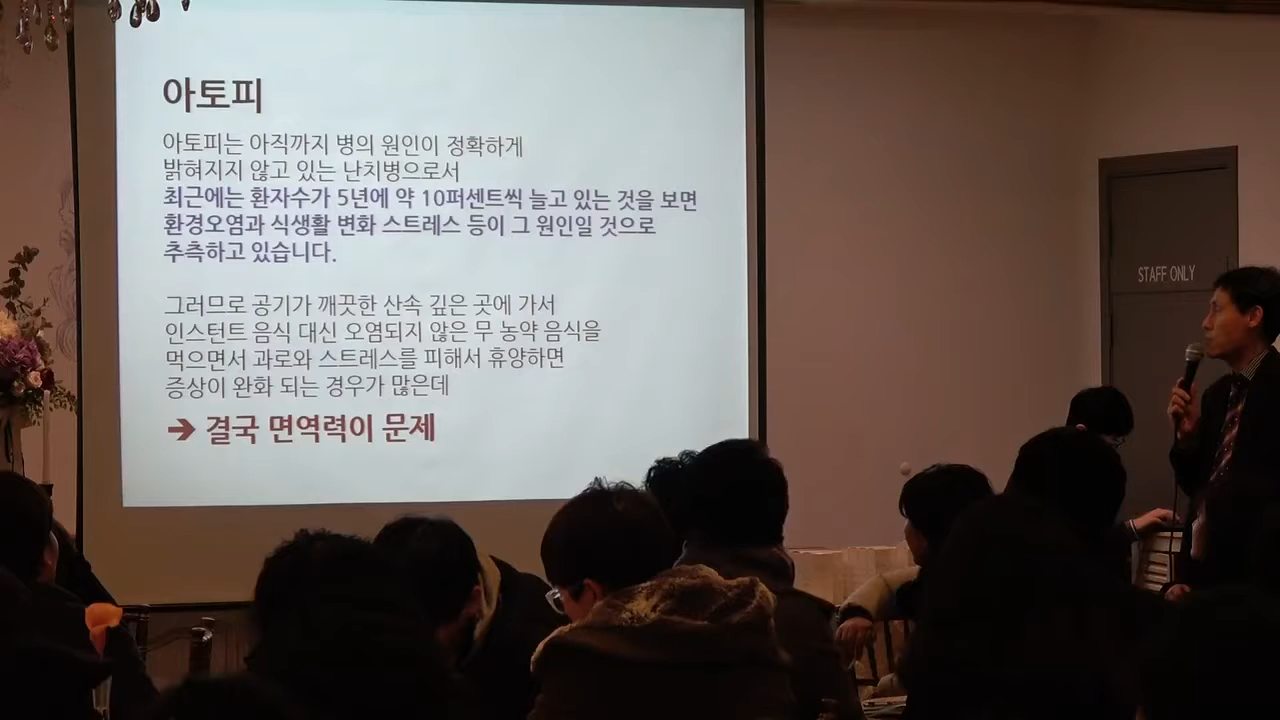 아토피
아토피는 아직까지 병의 원인이 정확하게
밝혀지지 않고 있는 난치병으로서
최근에는 환자수가 5년에 약 10퍼센트씩 늘고 있는 것을 보면
환경오염과 식생활 변화 스트레스 등이 그 원인일 것으로
추측하고 있습니다.
그러므로 공기가 깨끗한 산속 깊은 곳에 가서
인스턴트 음식 대신 오염되지 않은 무 농약 음식을
먹으면서 과로와 스트레스를 피해서 휴양하면
증상이 완화 되는 경우가 많은데
➔ 결국 면역력이 문제
STAFF ONLY